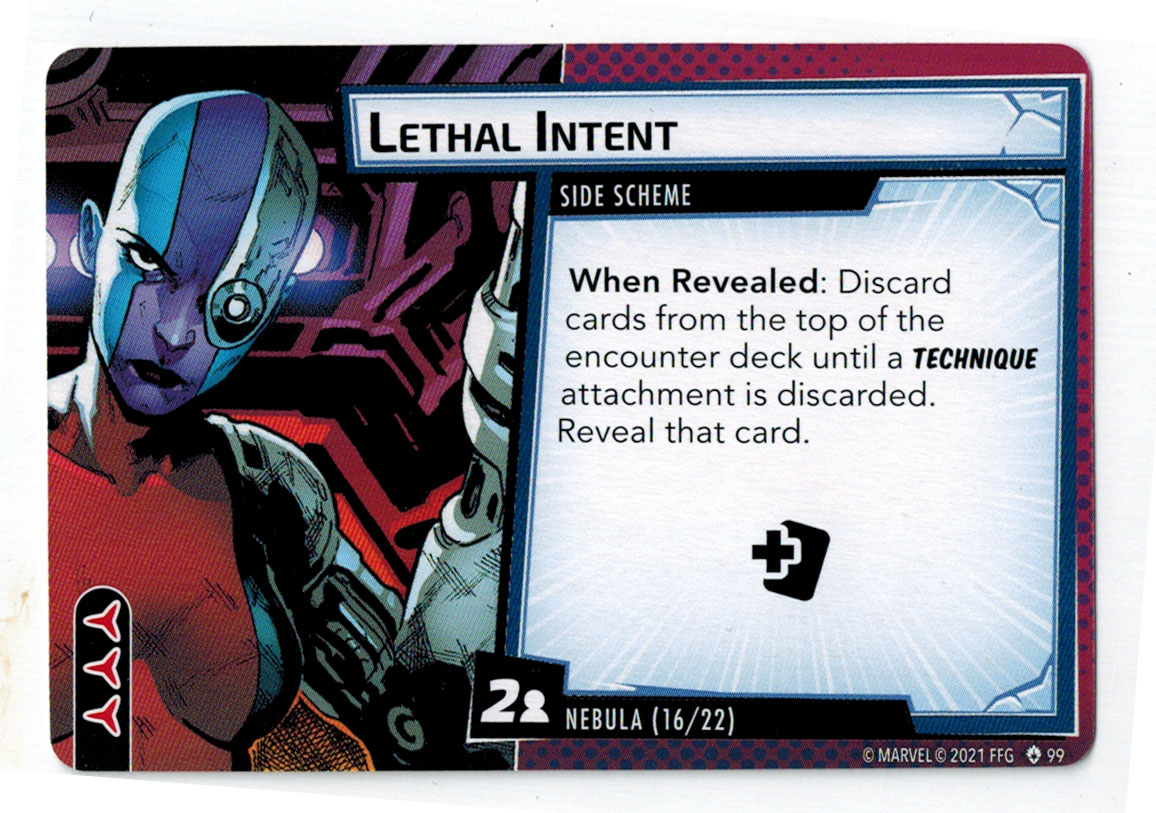 LETHAL INTENT
SIDE SCHEME
When Revealed: Discard
cards from the top of the
encounter deck until a TECHNIQUE
attachment is discarded.
Reveal that card.
2
NEBULA (16/22)
© MARVEL © 2021 FFG 99